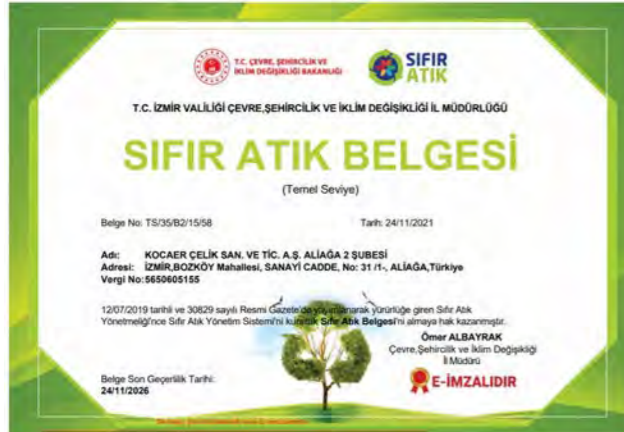 T.C. ÇEVRE, ŞEHİRCİLİK VE
İKLİM DEĞİŞİKLİĞİ BAKANLIĞI
SIFIR
ATIK
T.C. İZMİR VALİLİĞİ ÇEVRE,ŞEHİRCİLİK VE İKLİM DEĞİŞİKLİĞİ İL MÜDÜRLÜĞÜ
SIFIR ATIK BELGESİ
(Temel Seviye)
Belge No: TS/35/B2/15/58 Tarih: 24/11/2021
Adı: KOCAER ÇELİK SAN. VE TİC. A.Ş. ALİAĞA 2 ŞUBESİ
Adresi: İZMİR,BOZKÖY Mahallesi, SANAYİ CADDE, No: 31 /1-, ALİAĞA,Türkiye
Vergi No:5650605155
12/07/2019 tarihli ve 30829 sayılı Resmi Gazete'de yayımlanarak yürürlüğe giren Sıfır Atık
Yönetmeliği'nce Sıfır Atık Yönetim Sistemi'ni kurarak Sıfır Atık Belgesi'ni almaya hak kazanmıştır.
Ömer ALBAYRAK
Çevre,Şehircilik ve İklim Değişikliği
İl Müdürü
E-İMZALIDIR
Belge Son Geçerlilik Tarihi:
24/11/2026